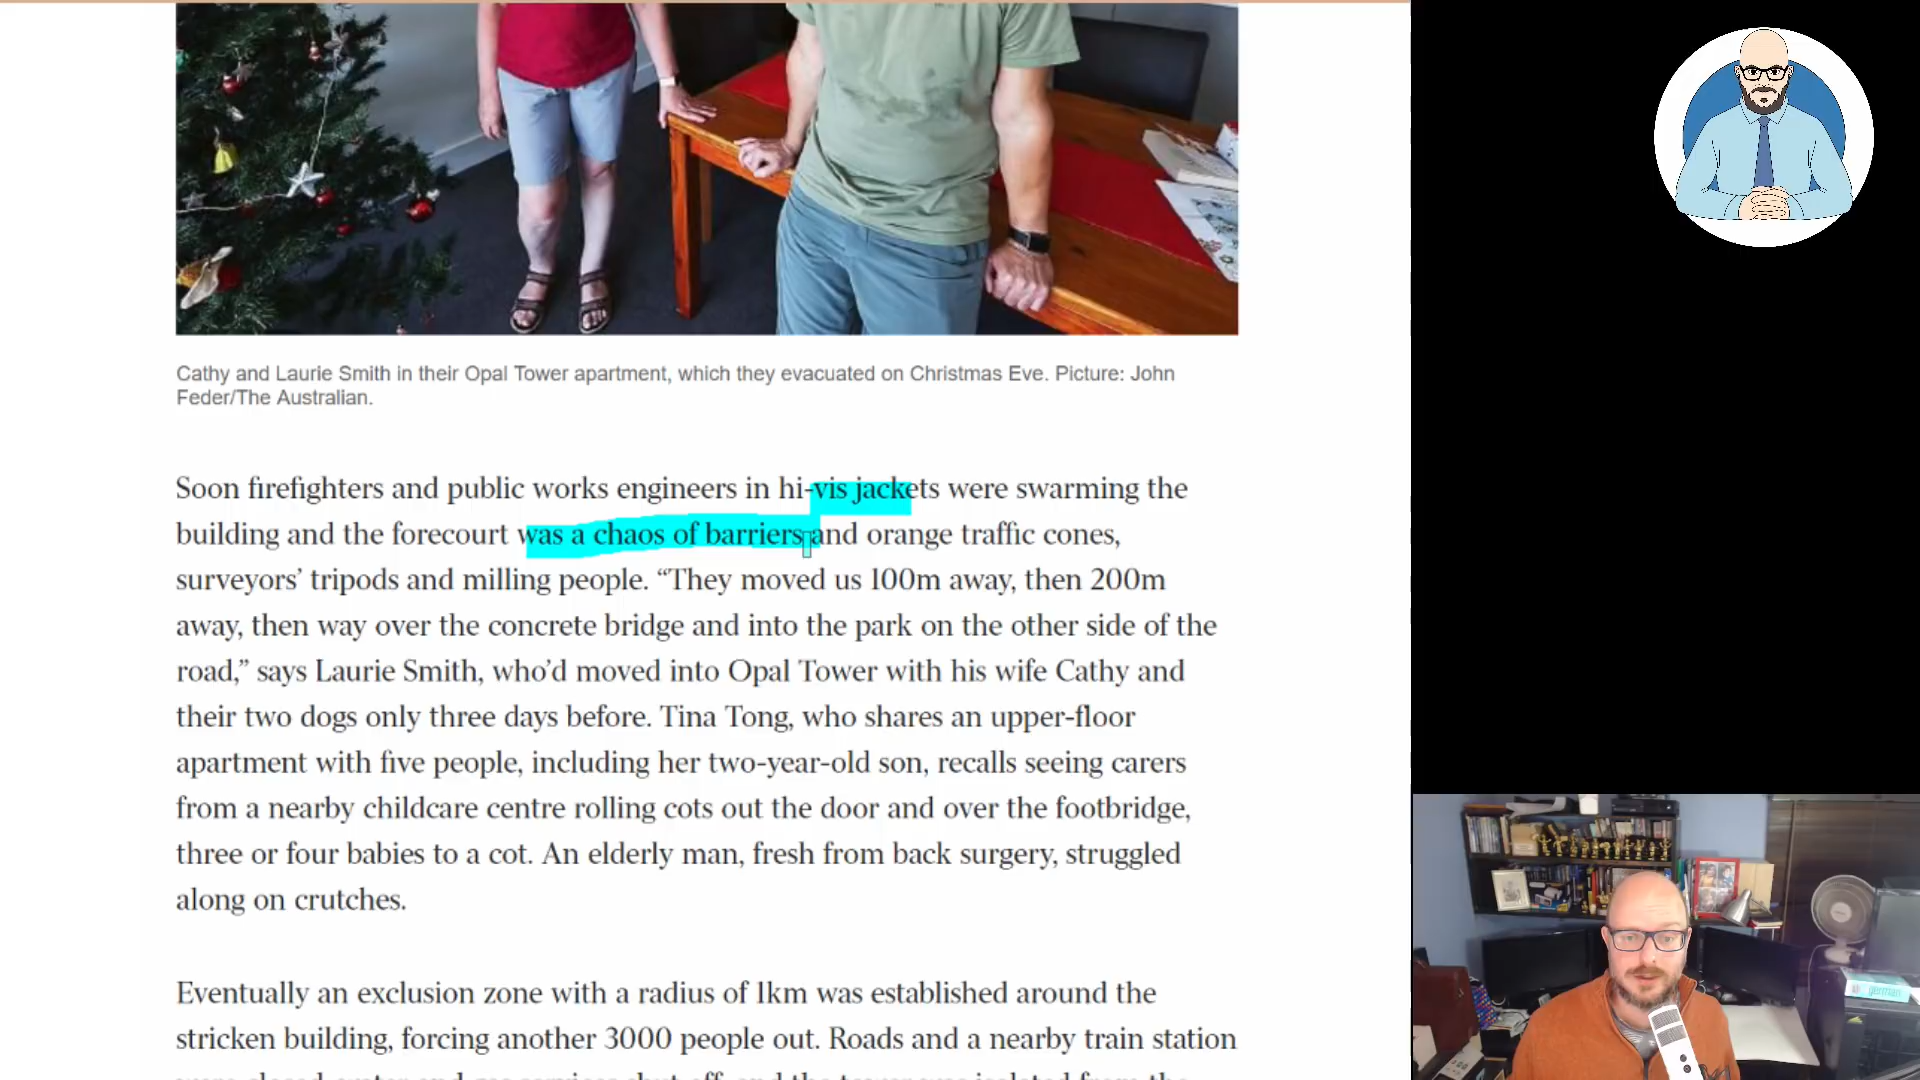 Cathy and Laurie Smith in their Opal Tower apartment, which they evacuated on Christmas Eve. Picture: John
Feder/The Australian.
Soon firefighters and public works engineers in hi-vis jackets were swarming the
building and the forecourt was a chaos of barriers and orange traffic cones,
surveyors’ tripods and milling people. “They moved us 100m away, then 200m
away, then way over the concrete bridge and into the park on the other side of the
road,” says Laurie Smith, who’d moved into Opal Tower with his wife Cathy and
their two dogs only three days before. Tina Tong, who shares an upper-floor
apartment with five people, including her two-year-old son, recalls seeing carers
from a nearby childcare centre rolling cots out the door and over the footbridge,
three or four babies to a cot. An elderly man, fresh from back surgery, struggled
along on crutches.
Eventually an exclusion zone with a radius of 1km was established around the
stricken building, forcing another 3000 people out. Roads and a nearby train station
german